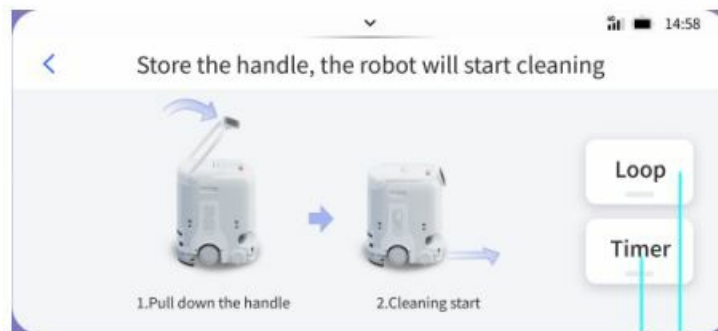 14:58
Store the handle, the robot will start cleaning
Loop
Timer
1.Pull down the handle
2.Cleaning start